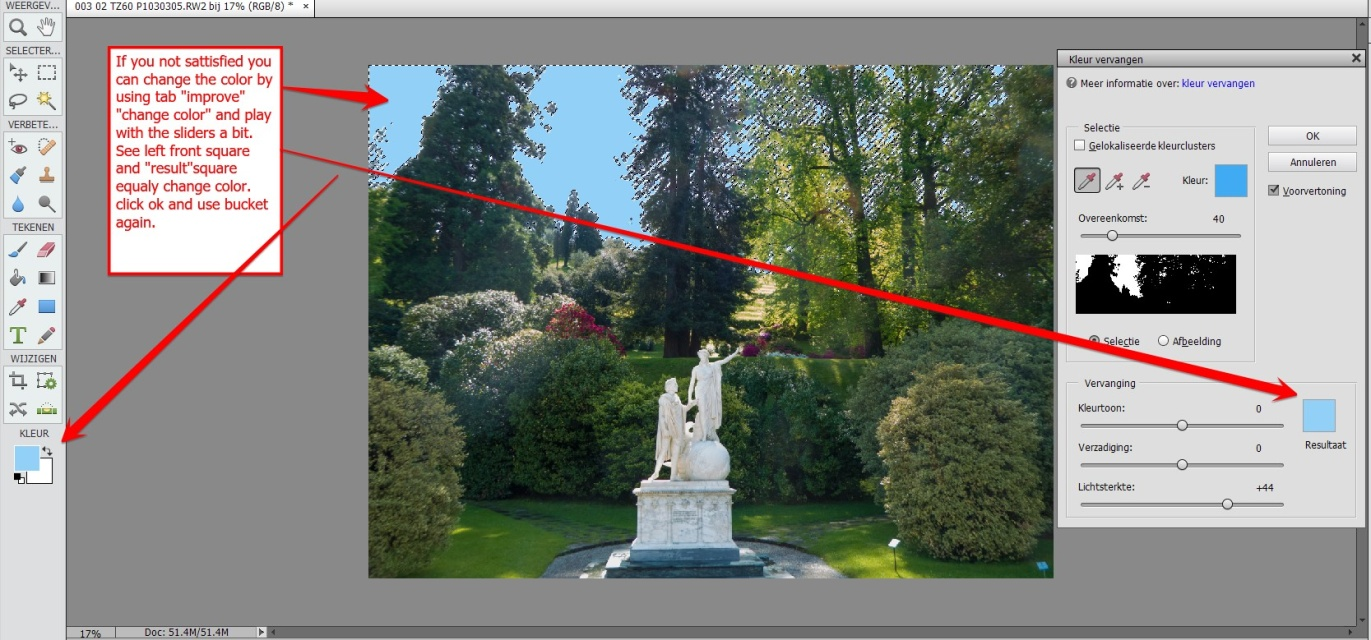 WEERGEV...
003 02 TZ60 P1030305.RW2 bij 17% (RGB/8) * ×
SELECTER...
VERBETE...
TEKENEN
T
WIJZIGEN
KLEUR
If you not sattisfied you
can change the color by
using tab "improve"
"change color" and play
with the sliders a bit.
See left front square
and "result"square
equaly change color.
click ok and use bucket
again.
Kleur vervangen
Meer informatie over: kleur vervangen
Selectie
Gelokaliseerde kleurclusters
Kleur:
Overeenkomst: 40
Selectie Afbeelding
OK
Annuleren
Voorvertoning
Vervanging
Kleurtoon: 0
Verzadiging: 0
Lichtsterkte: +44
Resultaat
17% Doc: 51.4M/51.4M